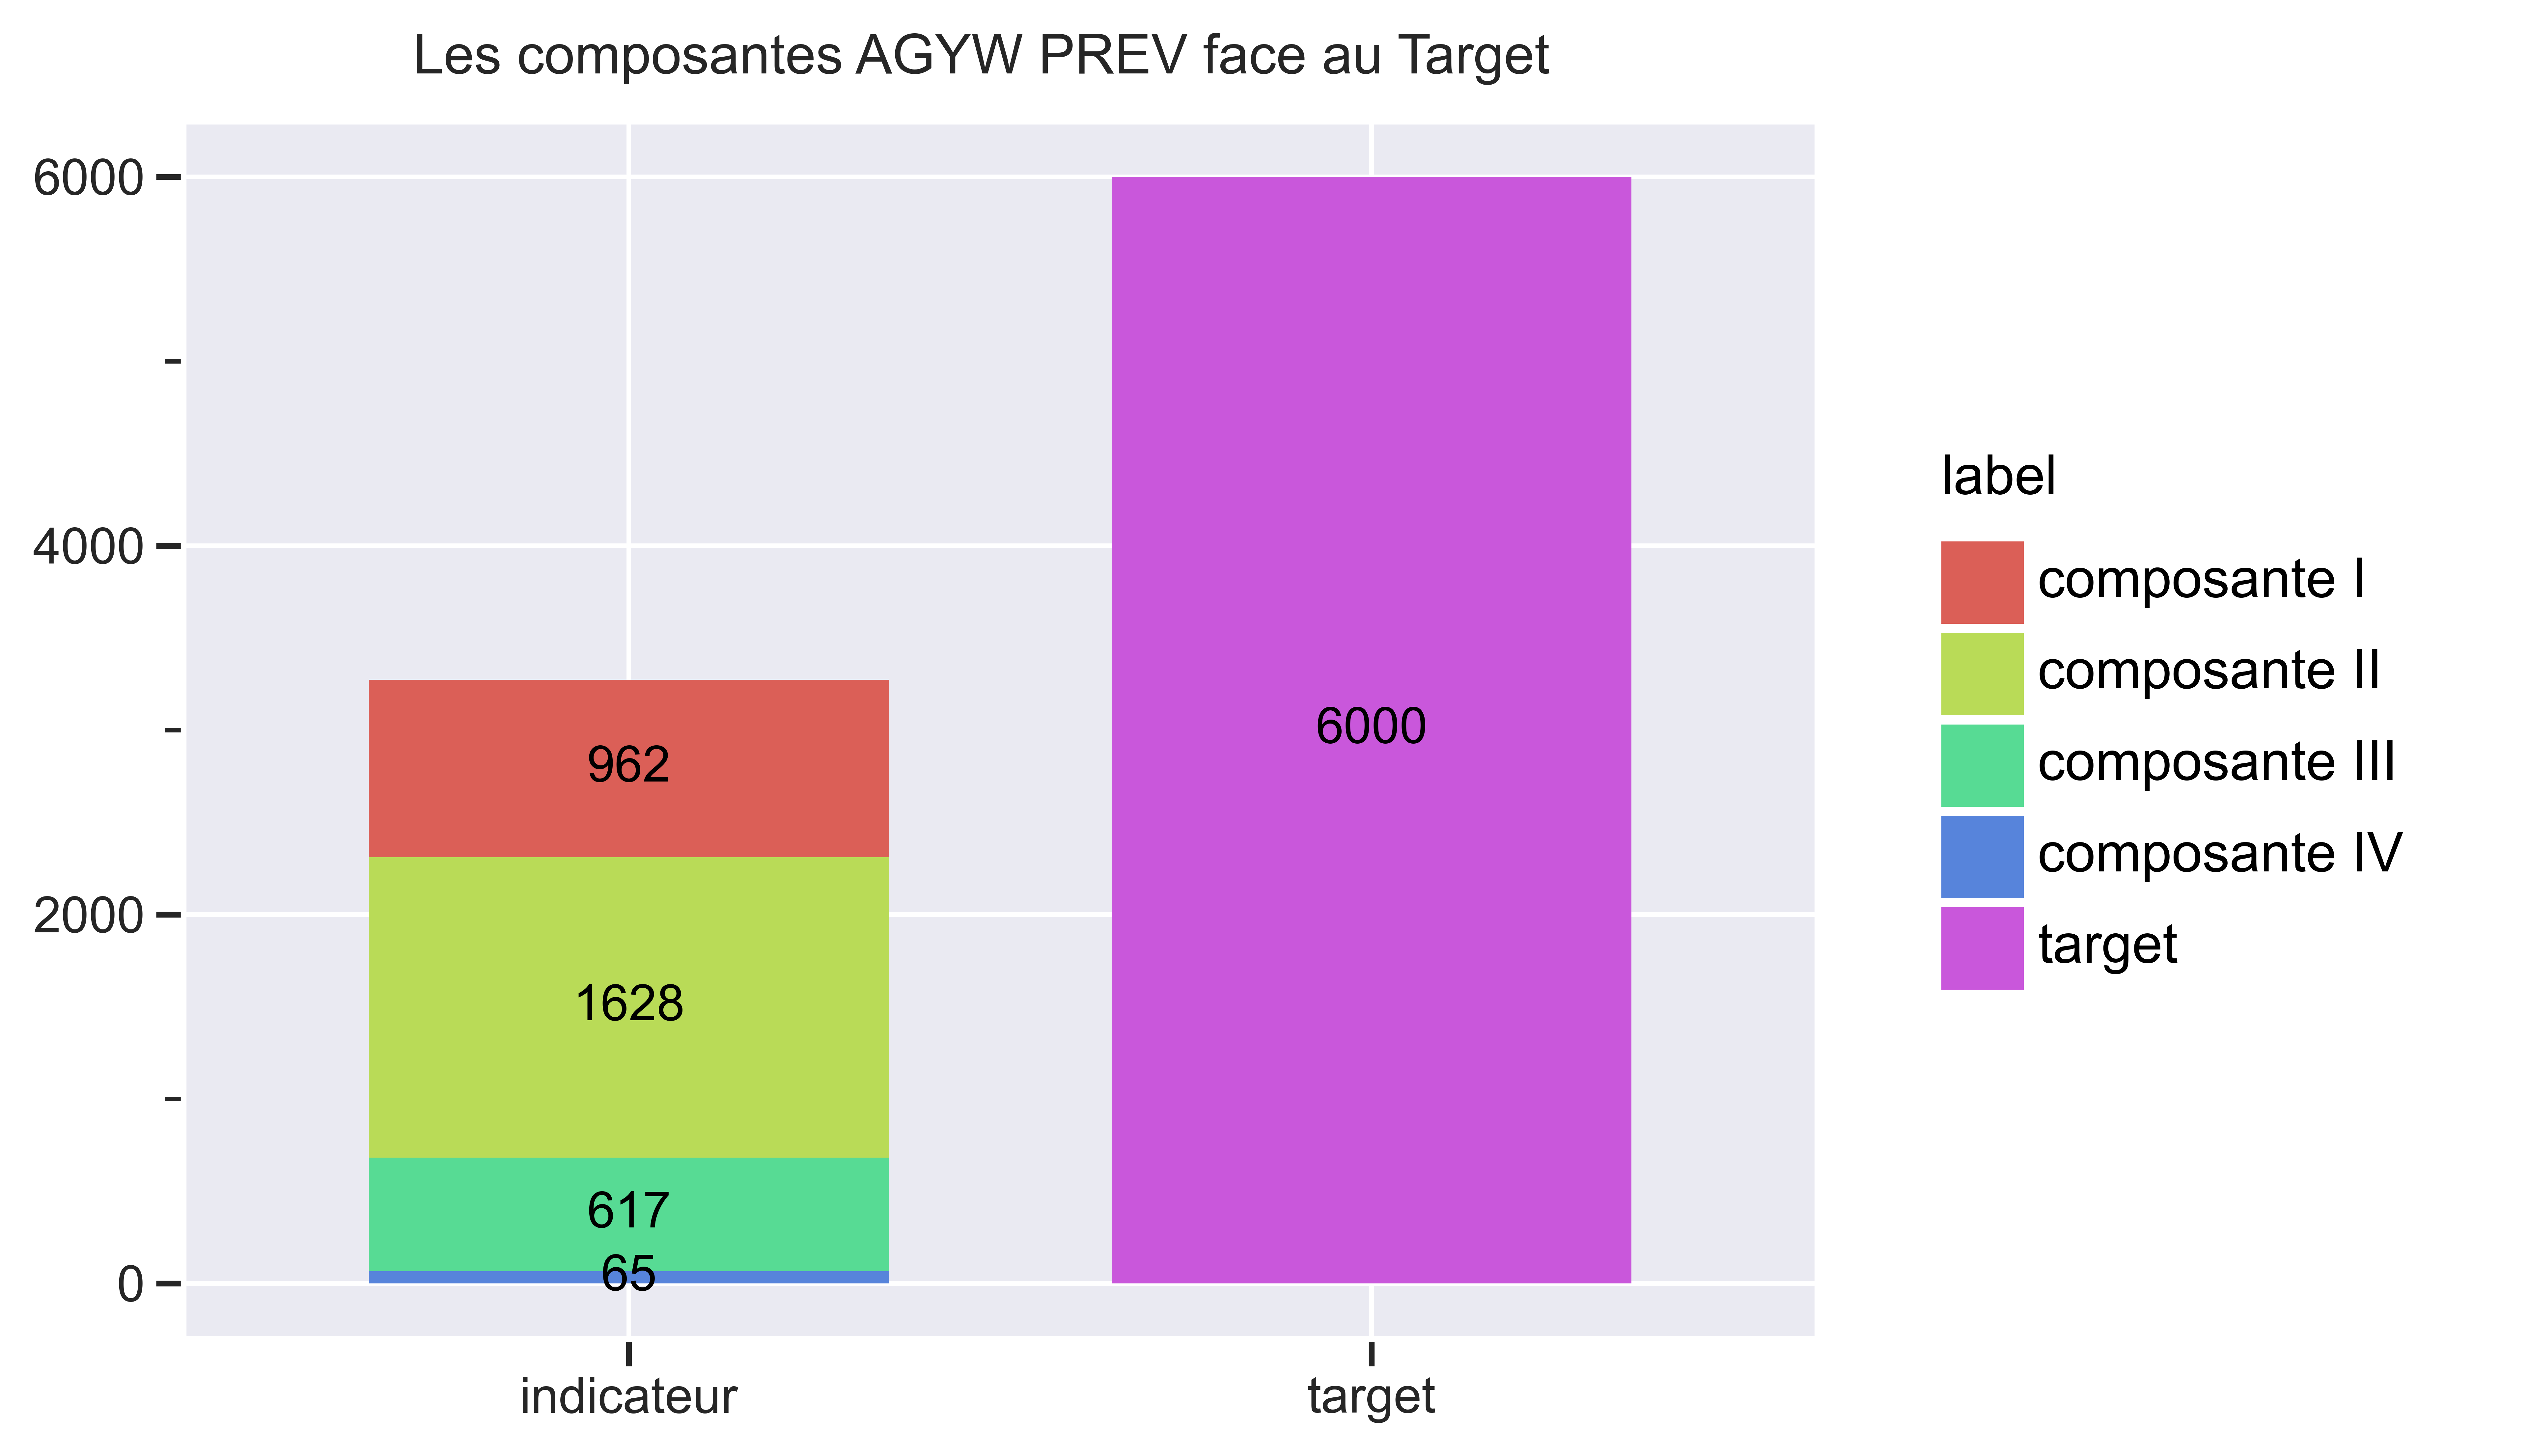 Les composantes AGYW PREV face au Target
6000
4000
2000
0
962
1628
617
65
6000
indicateur
target
label
composante I
composante II
composante III
composante IV
target